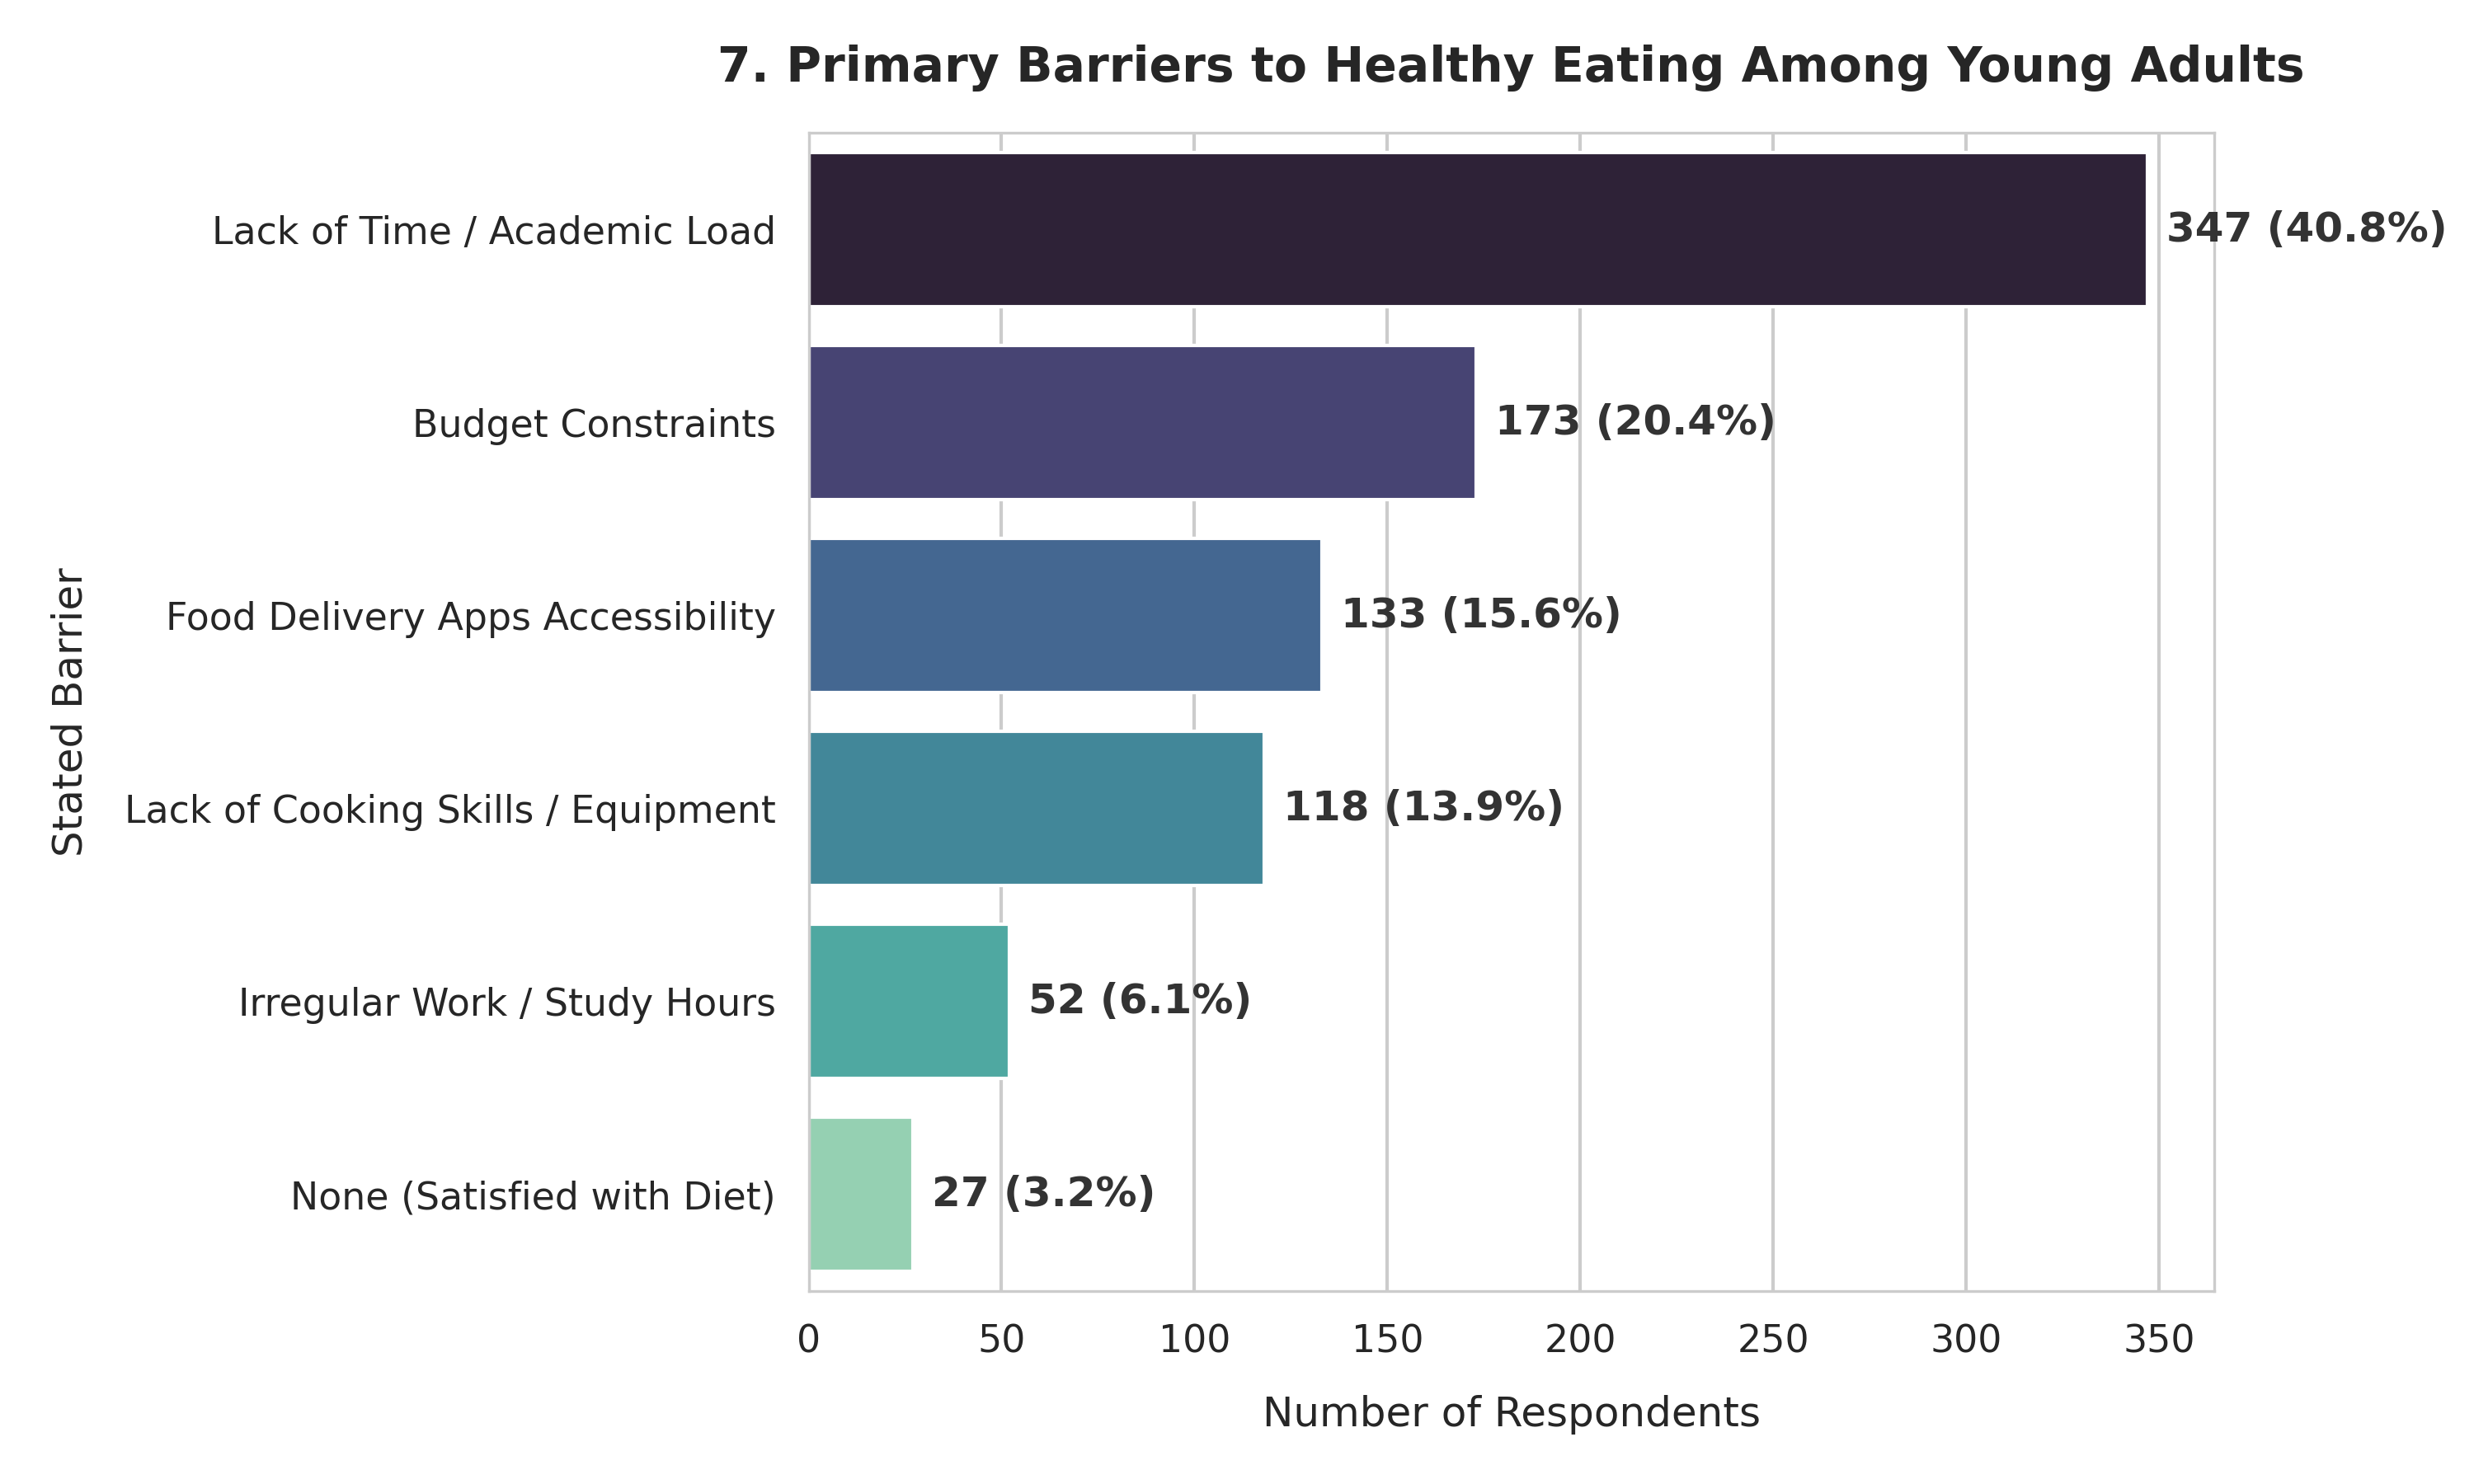 7. Primary Barriers to Healthy Eating Among Young Adults
Lack of Time / Academic Load
347 (40.8%)
Budget Constraints
173 (20.4%)
Food Delivery Apps Accessibility
133 (15.6%)
Stated Barrier
Lack of Cooking Skills / Equipment
118 (13.9%)
Irregular Work / Study Hours
52 (6.1%)
None (Satisfied with Diet)
27 (3.2%)
0 50 100 150 200 250 300 350
Number of Respondents